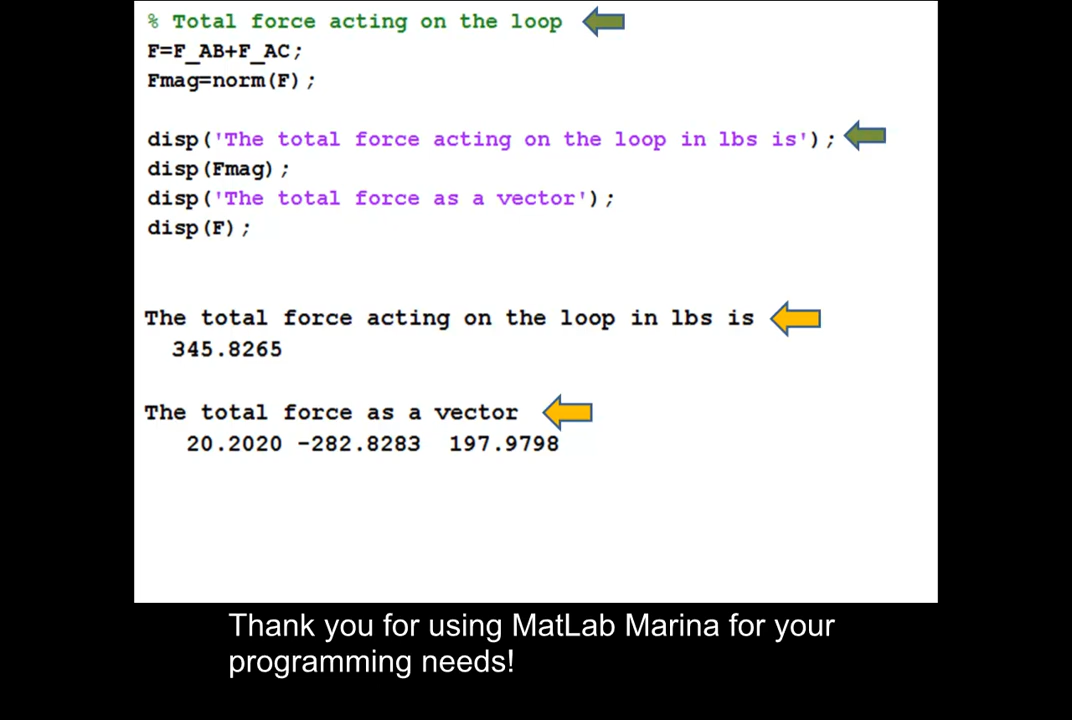 % Total force acting on the loop
F=F_AB+F_AC;
Fmag=norm(F);
disp('The total force acting on the loop in lbs is');
disp(Fmag);
disp('The total force as a vector');
disp(F);
The total force acting on the loop in lbs is
345.8265
The total force as a vector
20.2020 -282.8283 197.9798
Thank you for using MatLab Marina for your
programming needs!